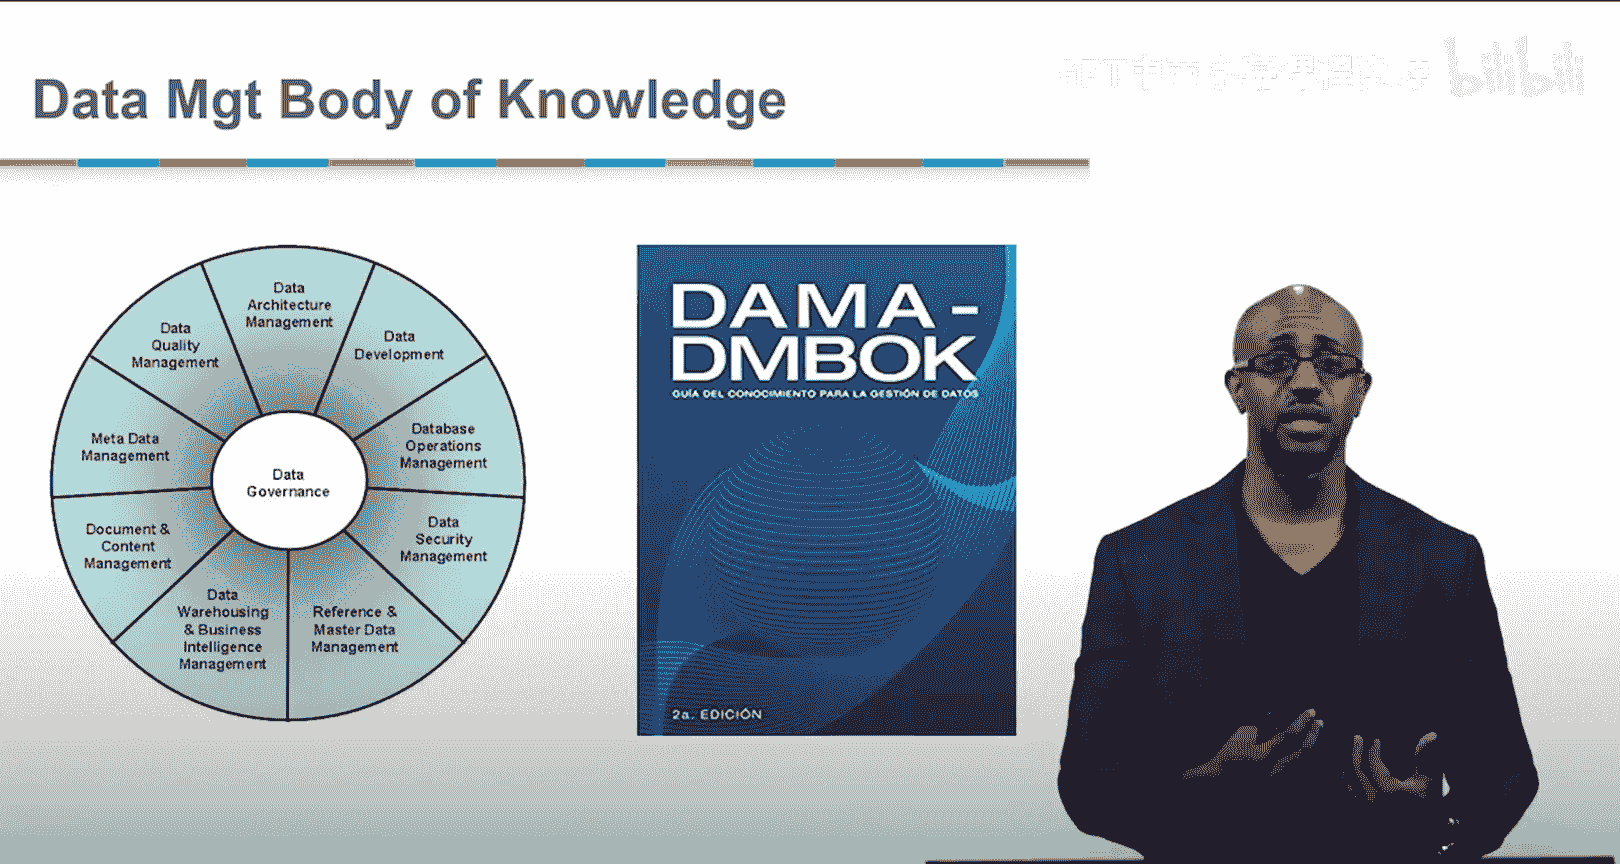 Data Mgt Body of Knowledge
bilibili
Data
Architecture
Management
Data
Development
Database
Operations
Management
Data
Security
Management
Reference &
Master Data
Management
Data
Warehousing
& Business
Intelligence
Management
Document &
Content
Management
Meta Data
Management
Data
Quality
Management
Data
Governance
DAMA-
DMBOK
GUÍA DEL CONOCIMIENTO PARA LA GESTIÓN DE DATOS
2a. EDICIÓN